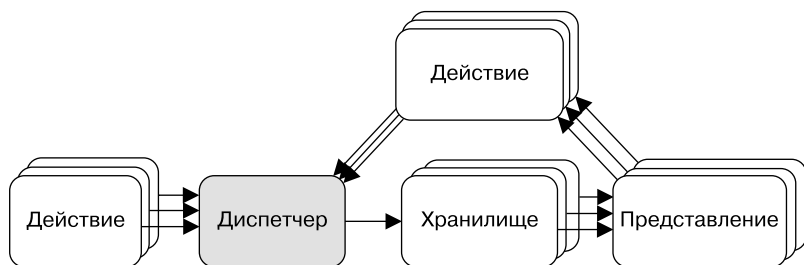 Действие
Действие
Диспетчер
Хранилище
Представление